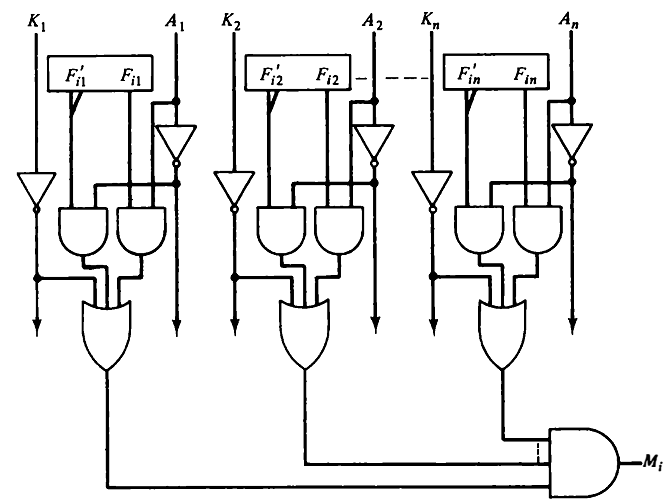 K₁ A₁ K₂ A₂ Kₙ Aₙ
F'ᵢ₁ Fᵢ₁ F'ᵢ₂ Fᵢ₂ F'ᵢₙ Fᵢₙ
Mᵢ